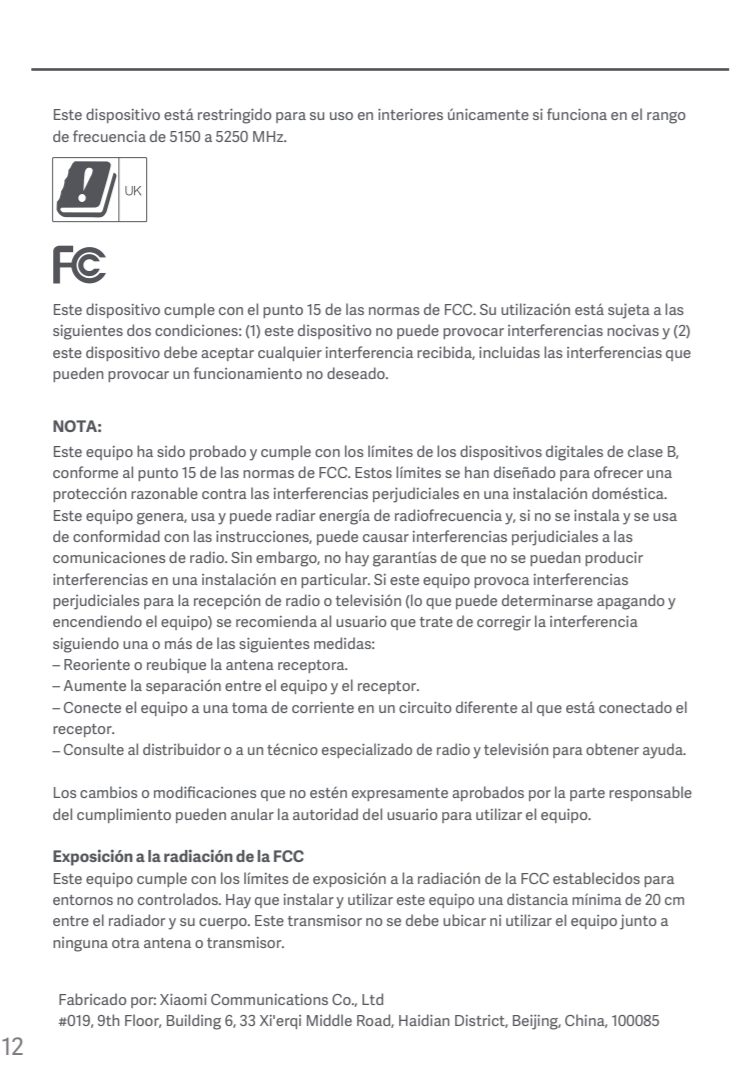 Este dispositivo está restringido para su uso en interiores únicamente si funciona en el rango
de frecuencia de 5150 a 5250 MHz.
UK
FC
Este dispositivo cumple con el punto 15 de las normas de FCC. Su utilización está sujeta a las
siguientes dos condiciones: (1) este dispositivo no puede provocar interferencias nocivas y (2)
este dispositivo debe aceptar cualquier interferencia recibida, incluidas las interferencias que
pueden provocar un funcionamiento no deseado.
NOTA:
Este equipo ha sido probado y cumple con los límites de los dispositivos digitales de clase B,
conforme al punto 15 de las normas de FCC. Estos límites se han diseñado para ofrecer una
protección razonable contra las interferencias perjudiciales en una instalación doméstica.
Este equipo genera, usa y puede radiar energía de radiofrecuencia y, si no se instala y se usa
de conformidad con las instrucciones, puede causar interferencias perjudiciales a las
comunicaciones de radio. Sin embargo, no hay garantías de que no se puedan producir
interferencias en una instalación en particular. Si este equipo provoca interferencias
perjudiciales para la recepción de radio o televisión (lo que puede determinarse apagando y
encendiendo el equipo) se recomienda al usuario que trate de corregir la interferencia
siguiendo una o más de las siguientes medidas:
– Reoriente o reubique la antena receptora.
– Aumente la separación entre el equipo y el receptor.
– Conecte el equipo a una toma de corriente en un circuito diferente al que está conectado el
receptor.
– Consulte al distribuidor o a un técnico especializado de radio y televisión para obtener ayuda.
Los cambios o modificaciones que no estén expresamente aprobados por la parte responsable
del cumplimiento pueden anular la autoridad del usuario para utilizar el equipo.
Exposición a la radiación de la FCC
Este equipo cumple con los límites de exposición a la radiación de la FCC establecidos para
entornos no controlados. Hay que instalar y utilizar este equipo una distancia mínima de 20 cm
entre el radiador y su cuerpo. Este transmisor no se debe ubicar ni utilizar el equipo junto a
ninguna otra antena o transmisor.
Fabricado por: Xiaomi Communications Co., Ltd
#019, 9th Floor, Building 6, 33 Xi'erqi Middle Road, Haidian District, Beijing, China, 100085
12